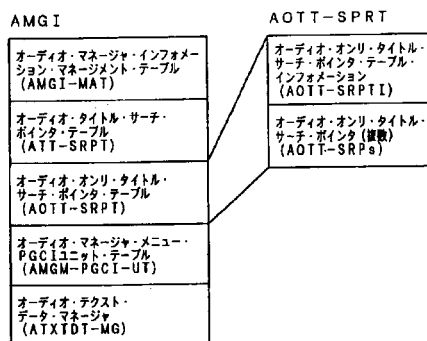 AMGI
オーディオ・マネージャ・インフォメー
ション・マネージメント・テーブル
(AMGI-MAT)
オーディオ・タイトル・サーチ・
ポインタ・テーブル
(ATT-SRPT)
オーディオ・オンリ・タイトル・
サーチ・ポインタ・テーブル
(AOTT-SRPT)
オーディオ・マネージャ・メニュー・
PGCIユニット・テーブル
(AMGM-PGCI-UT)
オーディオ・テクスト・
データ・マネージャ
(ATXTDT-MG)
AOTT-SPRT
オーディオ・オンリ・タイトル・
サーチ・ポインタ・テーブル・
インフォメーション
(AOTT-SRPTI)
オーディオ・オンリ・タイトル・
サーチ・ポインタ(複数)
(AOTT-SRPs)